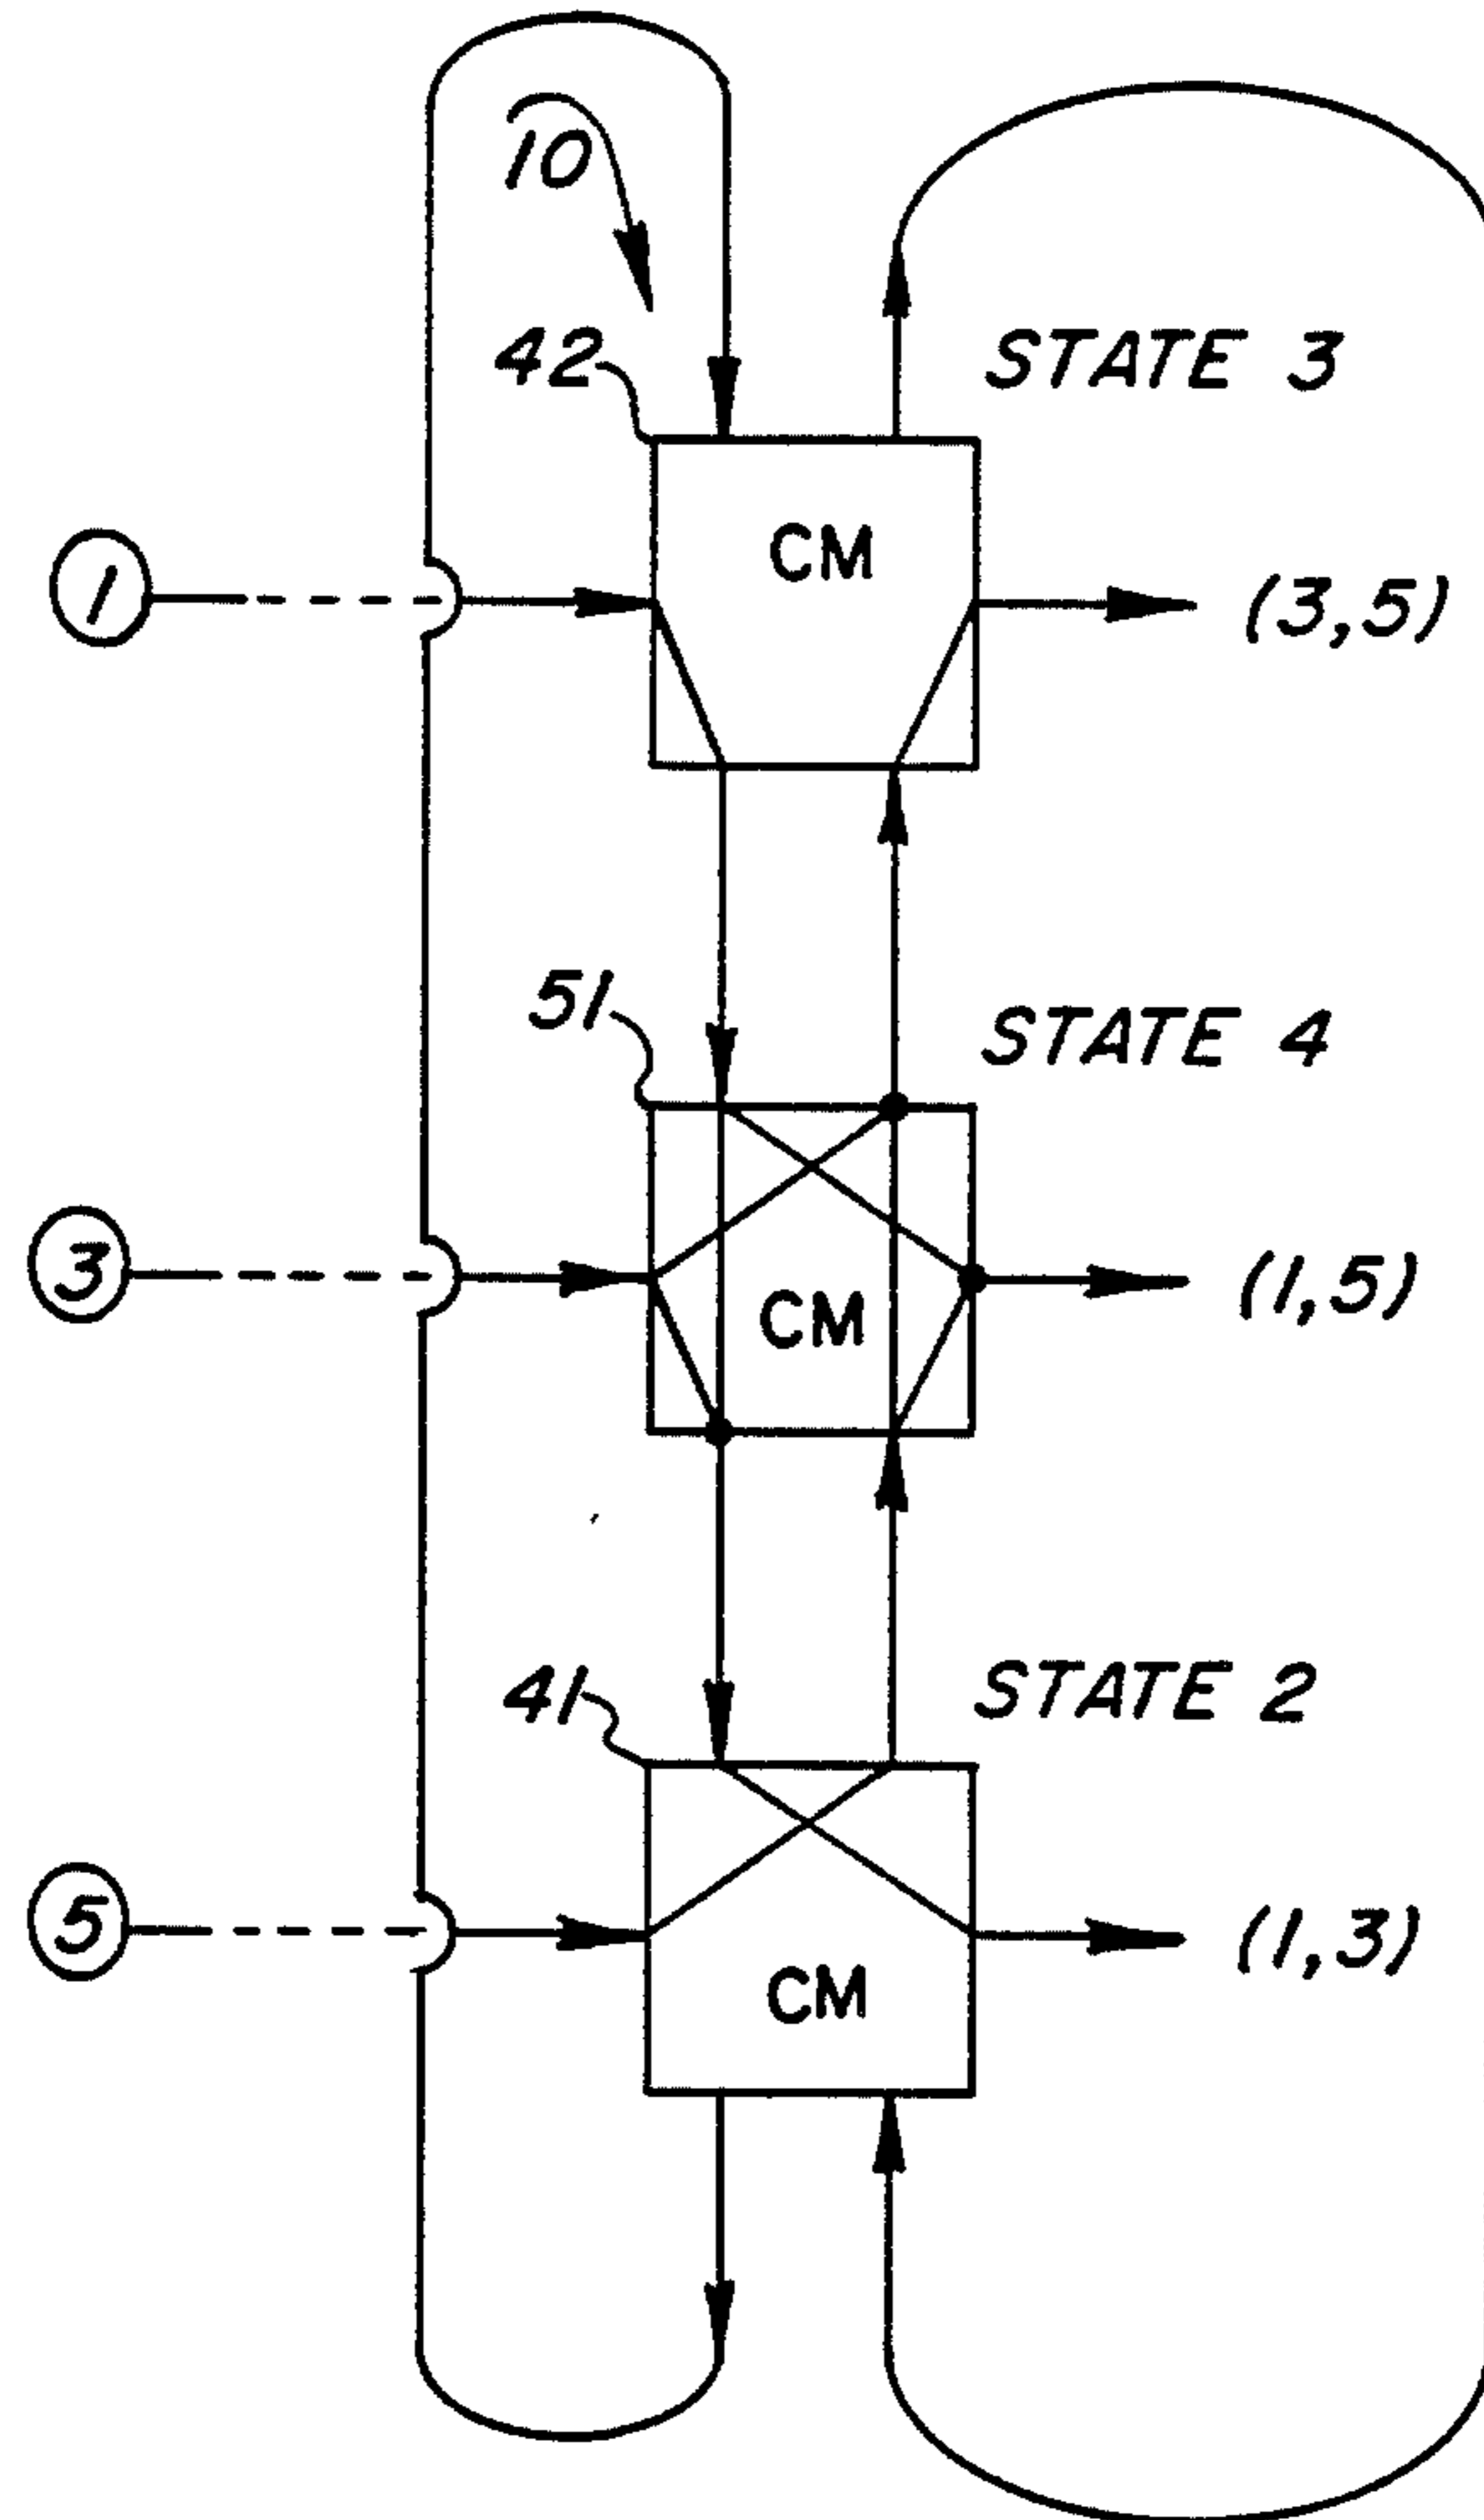 10
42
STATE 3
CM
1
(3,5)
51
STATE 4
3
CM
(1,5)
41
STATE 2
5
CM
(1,3)